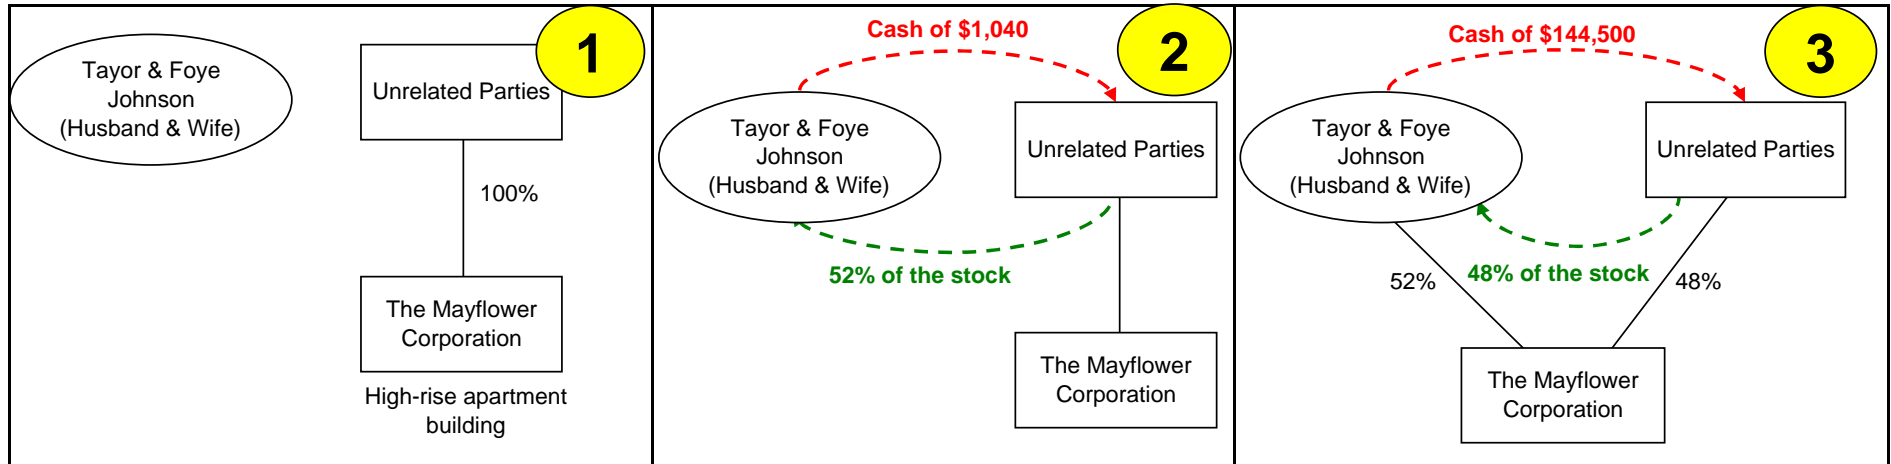 Tayor & Foye
Johnson
(Husband & Wife)
Unrelated Parties
1
100%
The Mayflower
Corporation
High-rise apartment
building
Cash of $1,040
2
Tayor & Foye
Johnson
(Husband & Wife)
Unrelated Parties
52% of the stock
The Mayflower
Corporation
Cash of $144,500
3
Tayor & Foye
Johnson
(Husband & Wife)
Unrelated Parties
52%
48% of the stock
48%
The Mayflower
Corporation